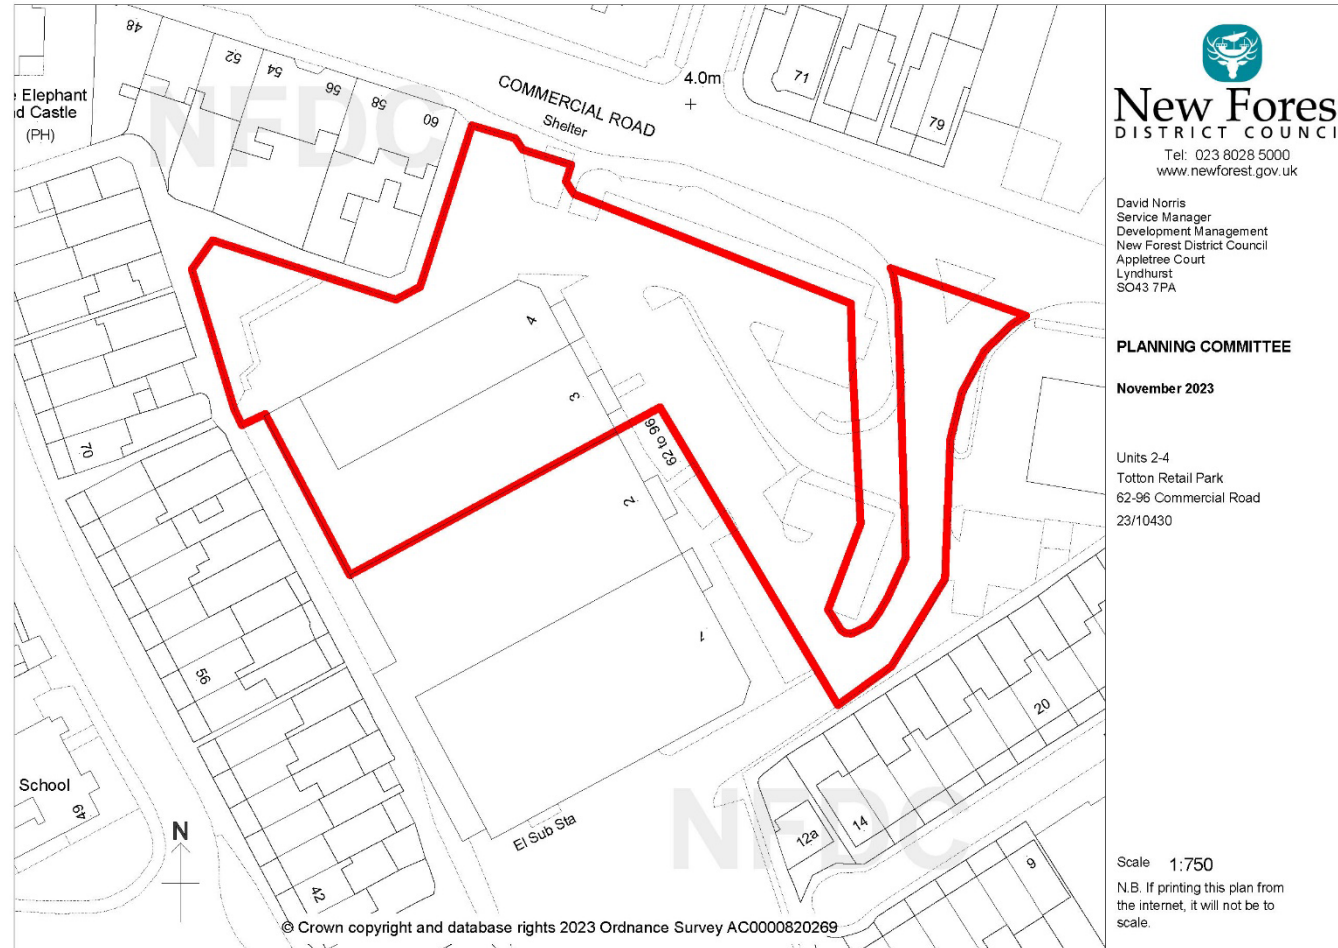 48
52
54
56
58
60
Elephant
d Castle
(PH)
COMMERCIAL ROAD
Shelter
4.0m
71
79
NFDC
4
3
62 to 96
2
1
70
56
School
49
N
42
El Sub Sta
NFDC
12a
14
20
9
© Crown copyright and database rights 2023 Ordnance Survey AC0000820269
New Fores
DISTRICT COUNCI
Tel: 023 8028 5000
www.newforest.gov.uk
David Norris
Service Manager
Development Management
New Forest District Council
Appletree Court
Lyndhurst
SO43 7PA
PLANNING COMMITTEE
November 2023
Units 2-4
Totton Retail Park
62-96 Commercial Road
23/10430
Scale 1:750
N.B. If printing this plan from
the internet, it will not be to
scale.